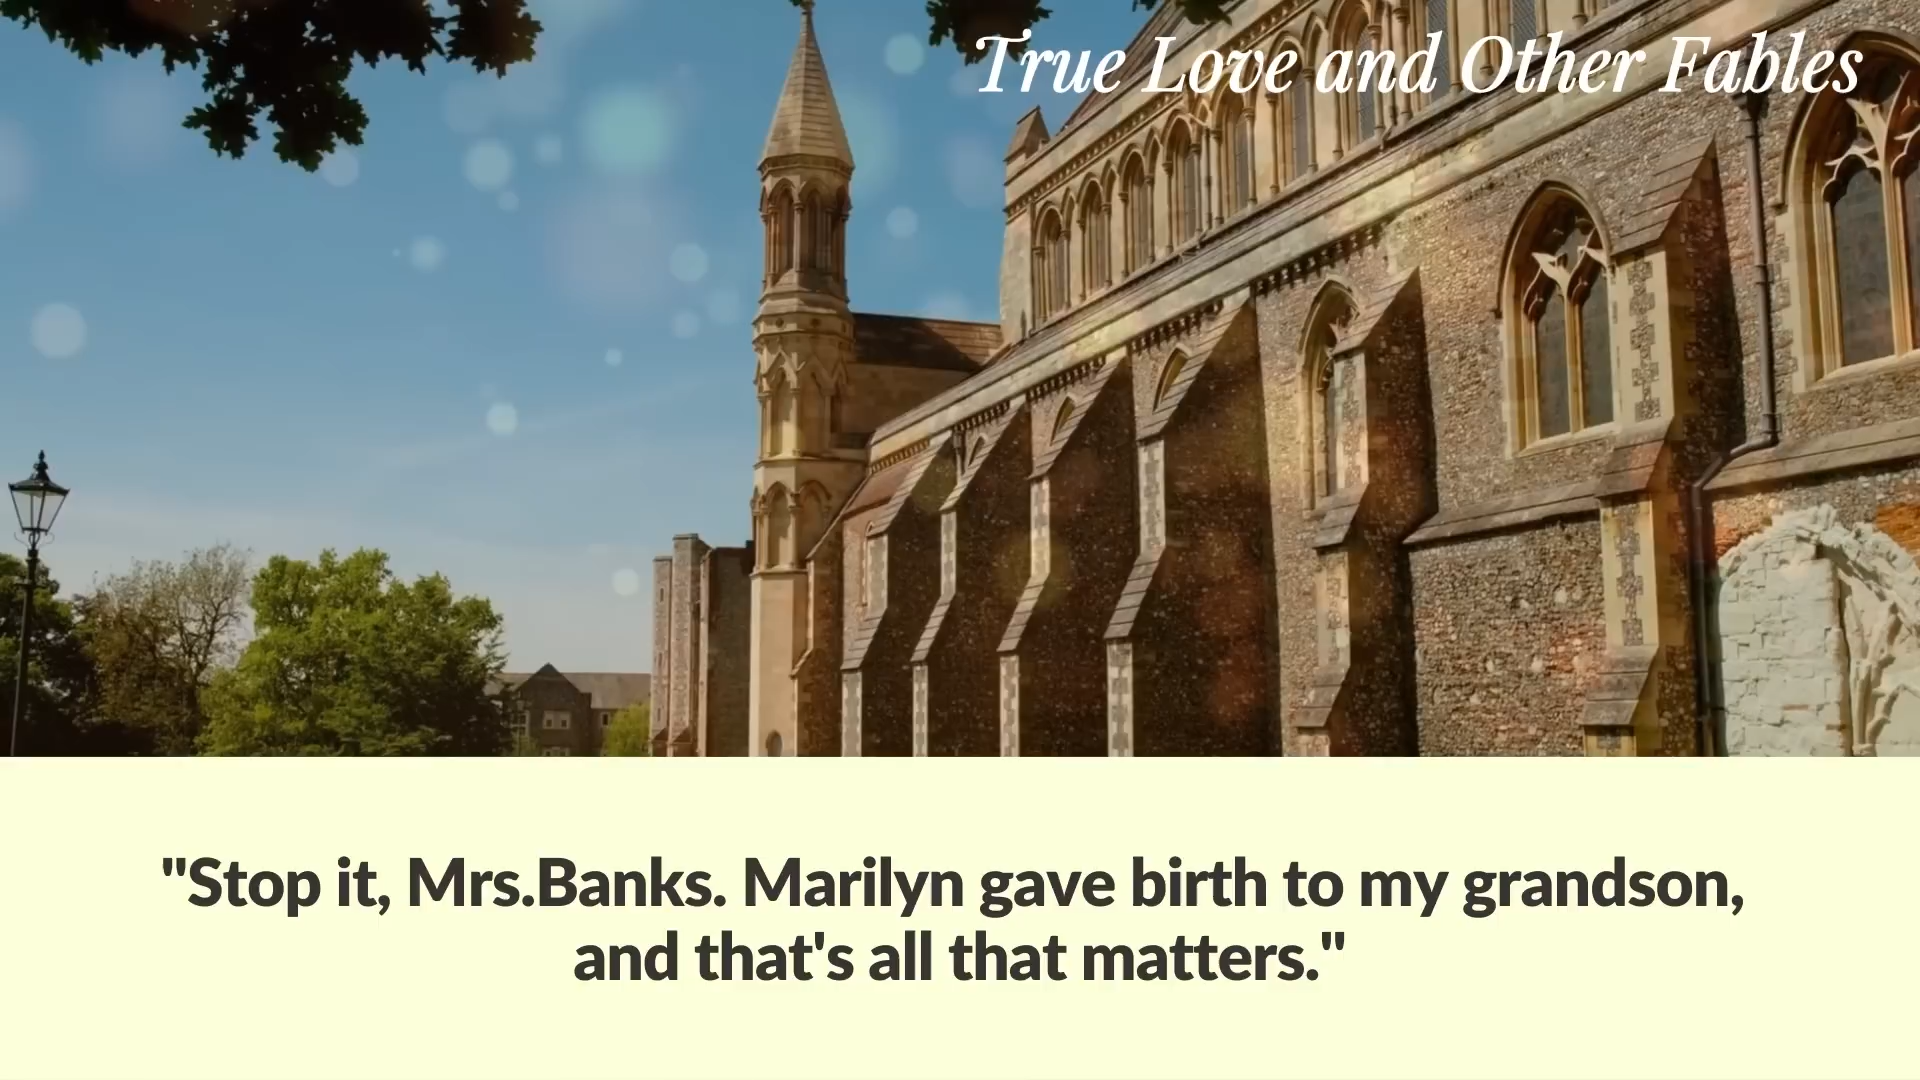 True Love and Other Fables
"Stop it, Mrs.Banks. Marilyn gave birth to my grandson,
and that's all that matters."